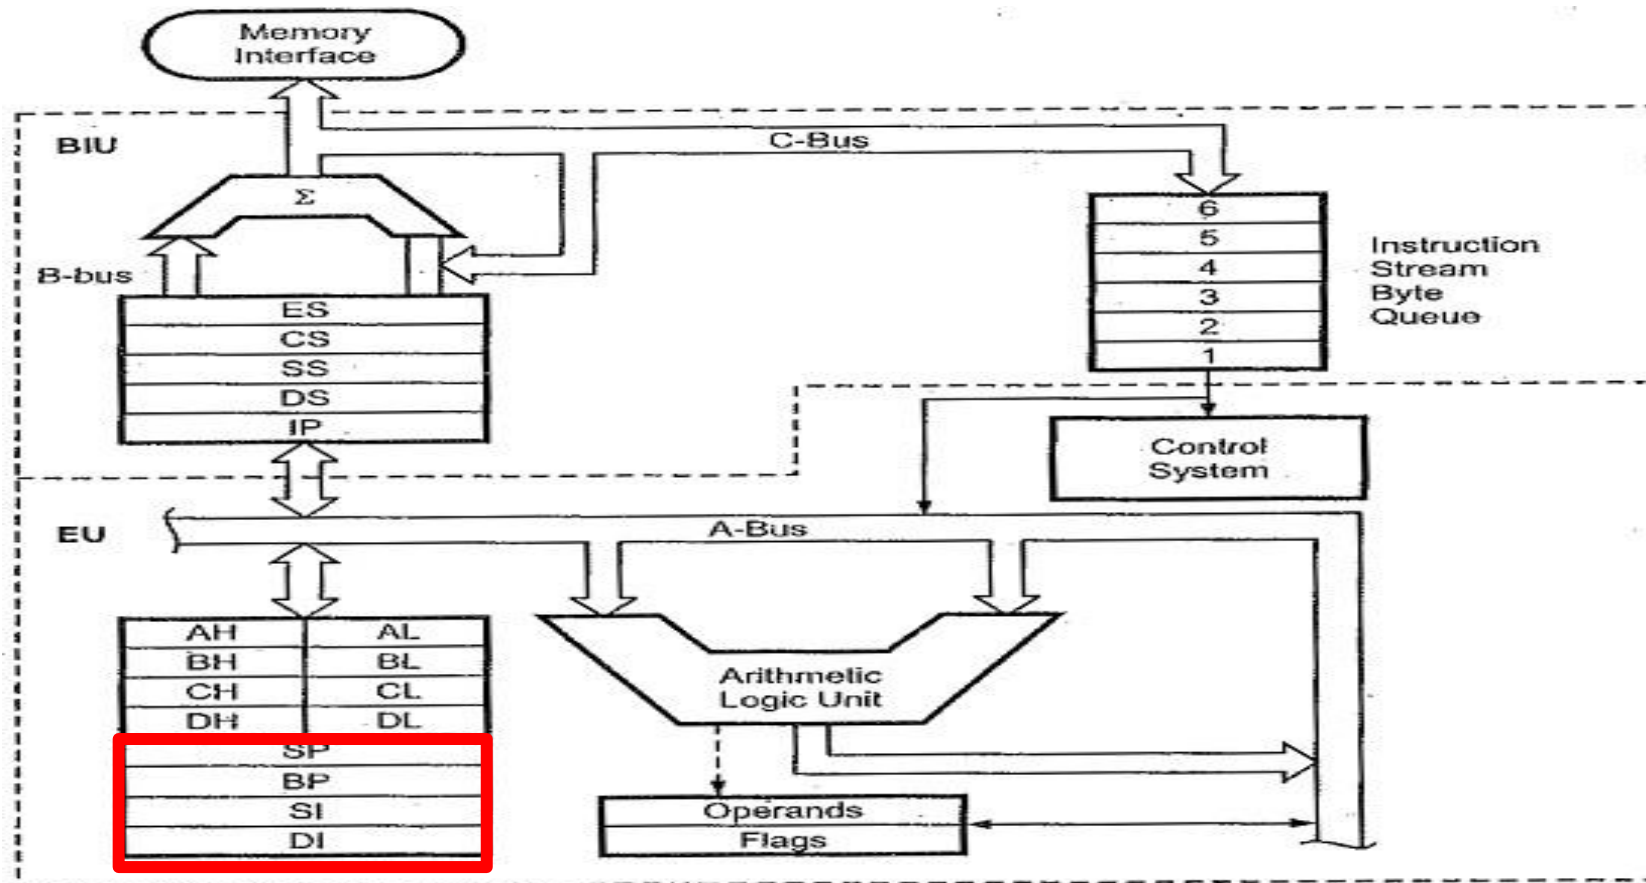 Memory
Interface
BIU
C-Bus
Σ
B-bus
ES
CS
SS
DS
IP
6
5
4
3
2
1
Instruction
Stream
Byte
Queue
Control
System
EU
A-Bus
AH AL
BH BL
CH CL
DH DL
SP
BP
SI
DI
Arithmetic
Logic Unit
Operands
Flags